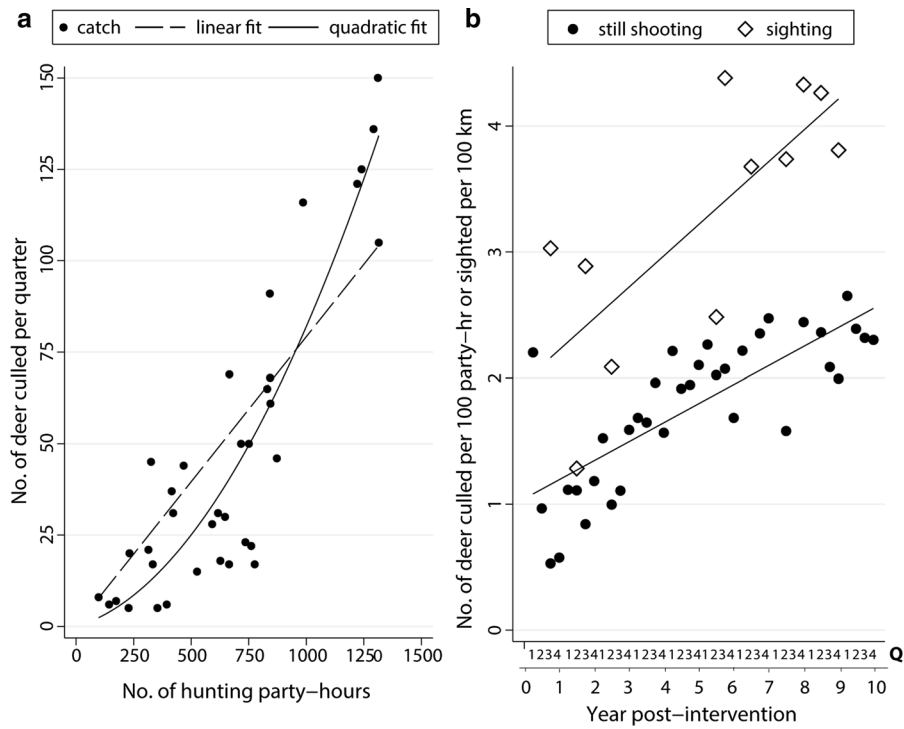 a
catch linear fit quadratic fit
No. of deer culled per quarter
150
125
100
75
50
25
0
0 250 500 750 1000 1250 1500
No. of hunting party–hours
b
still shooting sighting
No. of deer culled per 100 party–hr or sighted per 100 km
4
3
2
1
0
1234 1234 1234 1234 1234 1234 1234 1234 1234 1234 Q
0 1 2 3 4 5 6 7 8 9 10
Year post–intervention